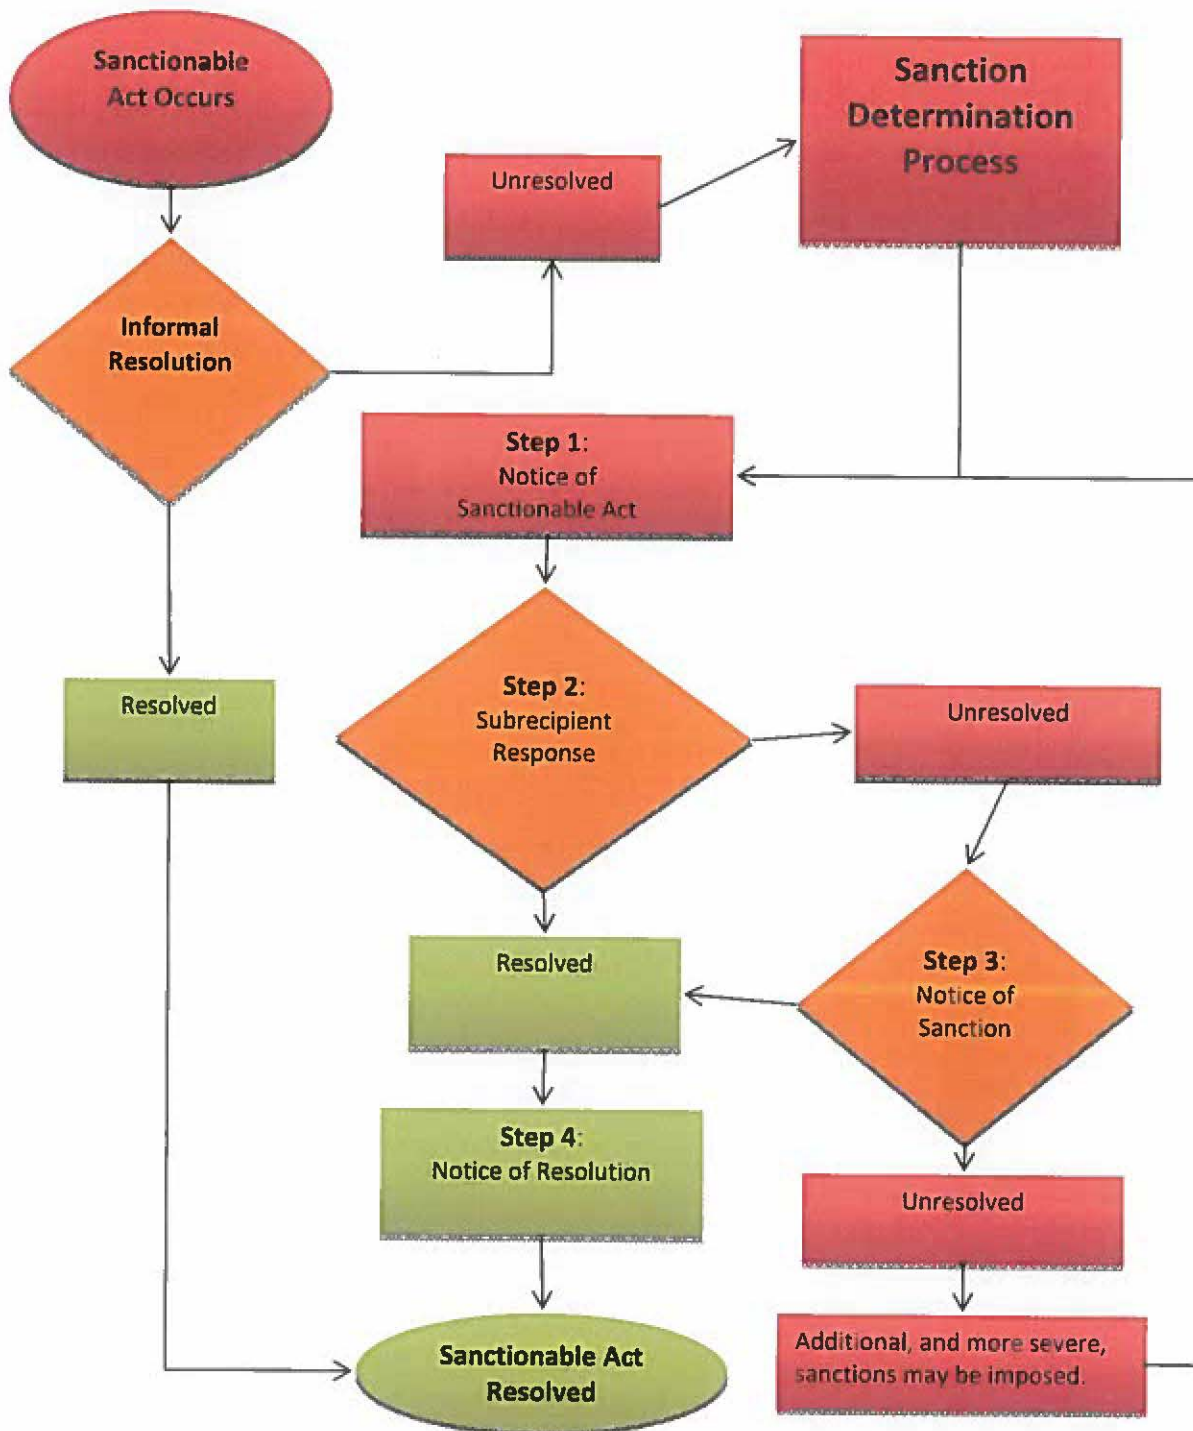 Sanctionable
Act Occurs
Sanction
Determination
Process
Unresolved
Informal
Resolution
Step 1:
Notice of
Sanctionable Act
Step 2:
Subrecipient
Response
Resolved
Unresolved
Resolved
Step 3:
Notice of
Sanction
Step 4:
Notice of Resolution
Unresolved
Additional, and more severe,
sanctions may be imposed.
Sanctionable Act
Resolved